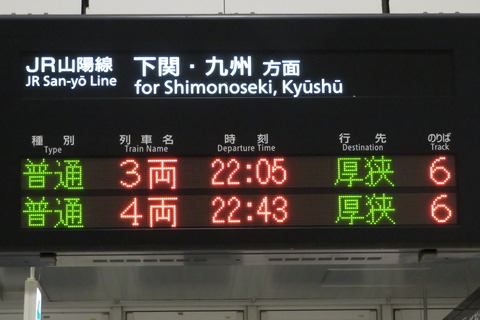 JR山陽線 下関・九州 方面
JR San-yō Line for Shimonoseki, Kyūshū
種別 列車名 時刻 行先 のりば
Type Train Name Departure Time Destination Track
普通 3両 22:05 厚狭 6
普通 4両 22:43 厚狭 6